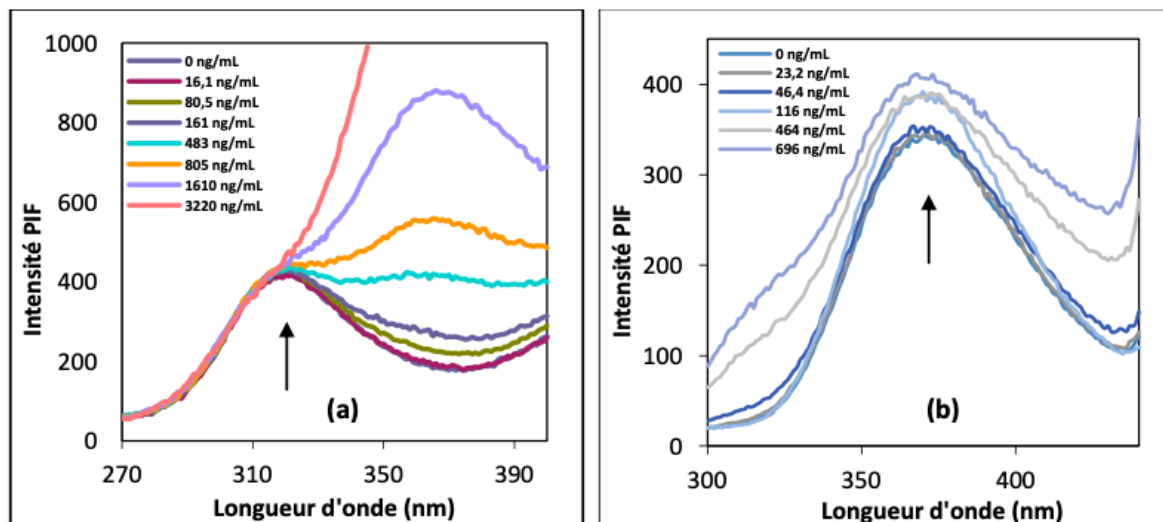 1000
800
600
400
200
0
0 ng/mL
16,1 ng/mL
80,5 ng/mL
161 ng/mL
483 ng/mL
805 ng/mL
1610 ng/mL
3220 ng/mL
Intensité PIF
(a)
270 310 350 390
Longueur d'onde (nm)
400
300
200
100
0
0 ng/mL
23,2 ng/mL
46,4 ng/mL
116 ng/mL
464 ng/mL
696 ng/mL
Intensité PIF
(b)
300 350 400
Longueur d'onde (nm)